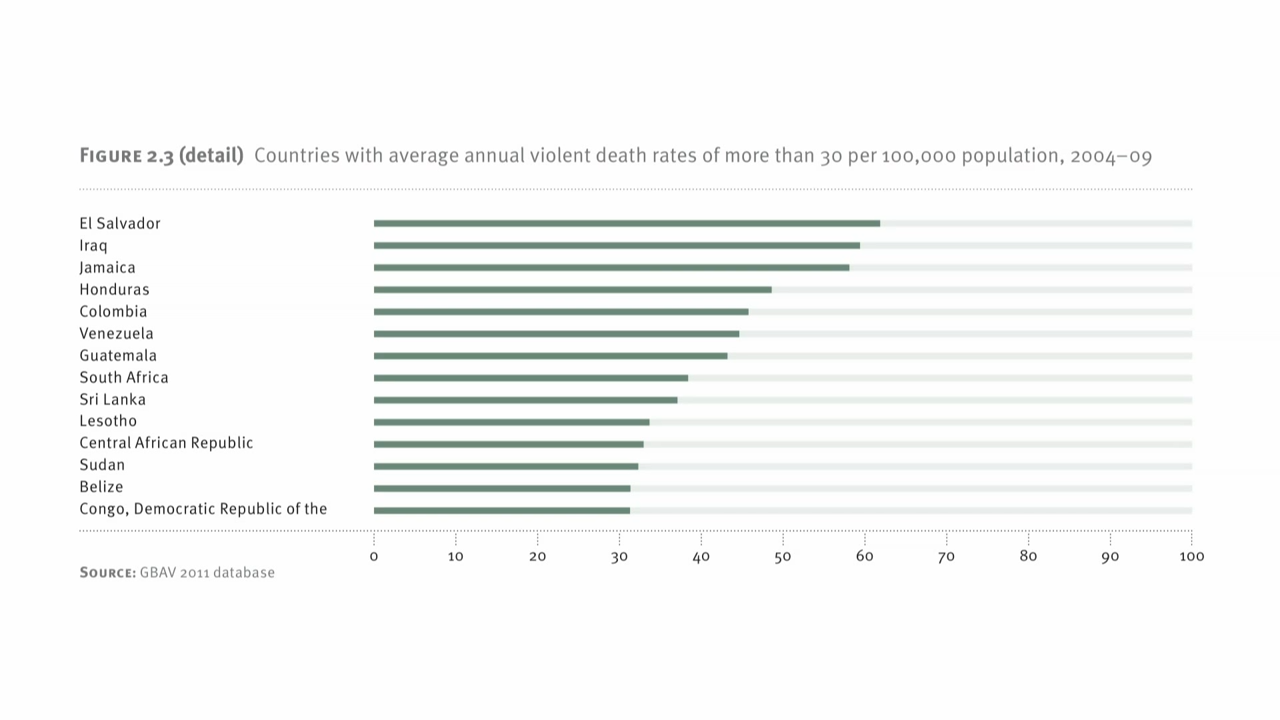 FIGURE 2.3 (detail) Countries with average annual violent death rates of more than 30 per 100,000 population, 2004–09
El Salvador
Iraq
Jamaica
Honduras
Colombia
Venezuela
Guatemala
South Africa
Sri Lanka
Lesotho
Central African Republic
Sudan
Belize
Congo, Democratic Republic of the
0 10 20 30 40 50 60 70 80 90 100
SOURCE: GBAV 2011 database